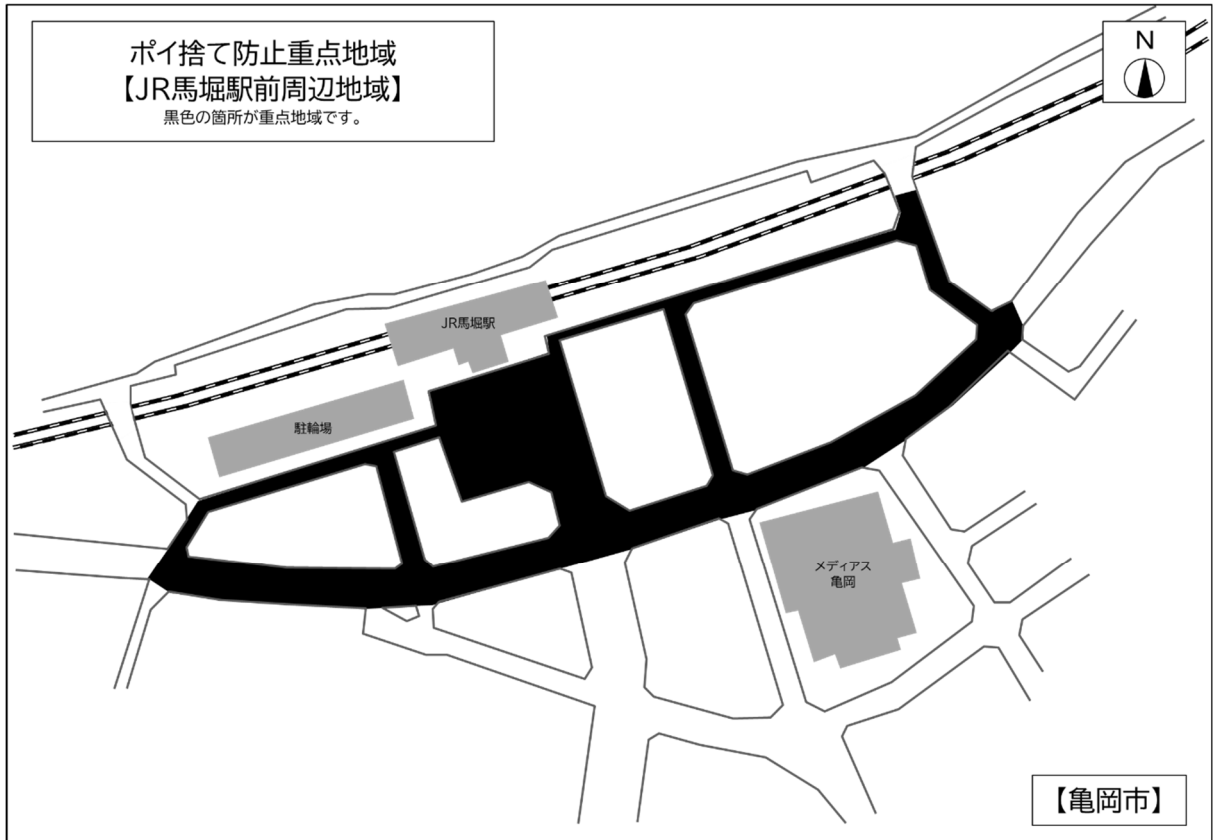 ポイ捨て防止重点地域
【JR馬堀駅前周辺地域】
黒色の箇所が重点地域です。
N
JR馬堀駅
駐輪場
メディアス
亀岡
【亀岡市】